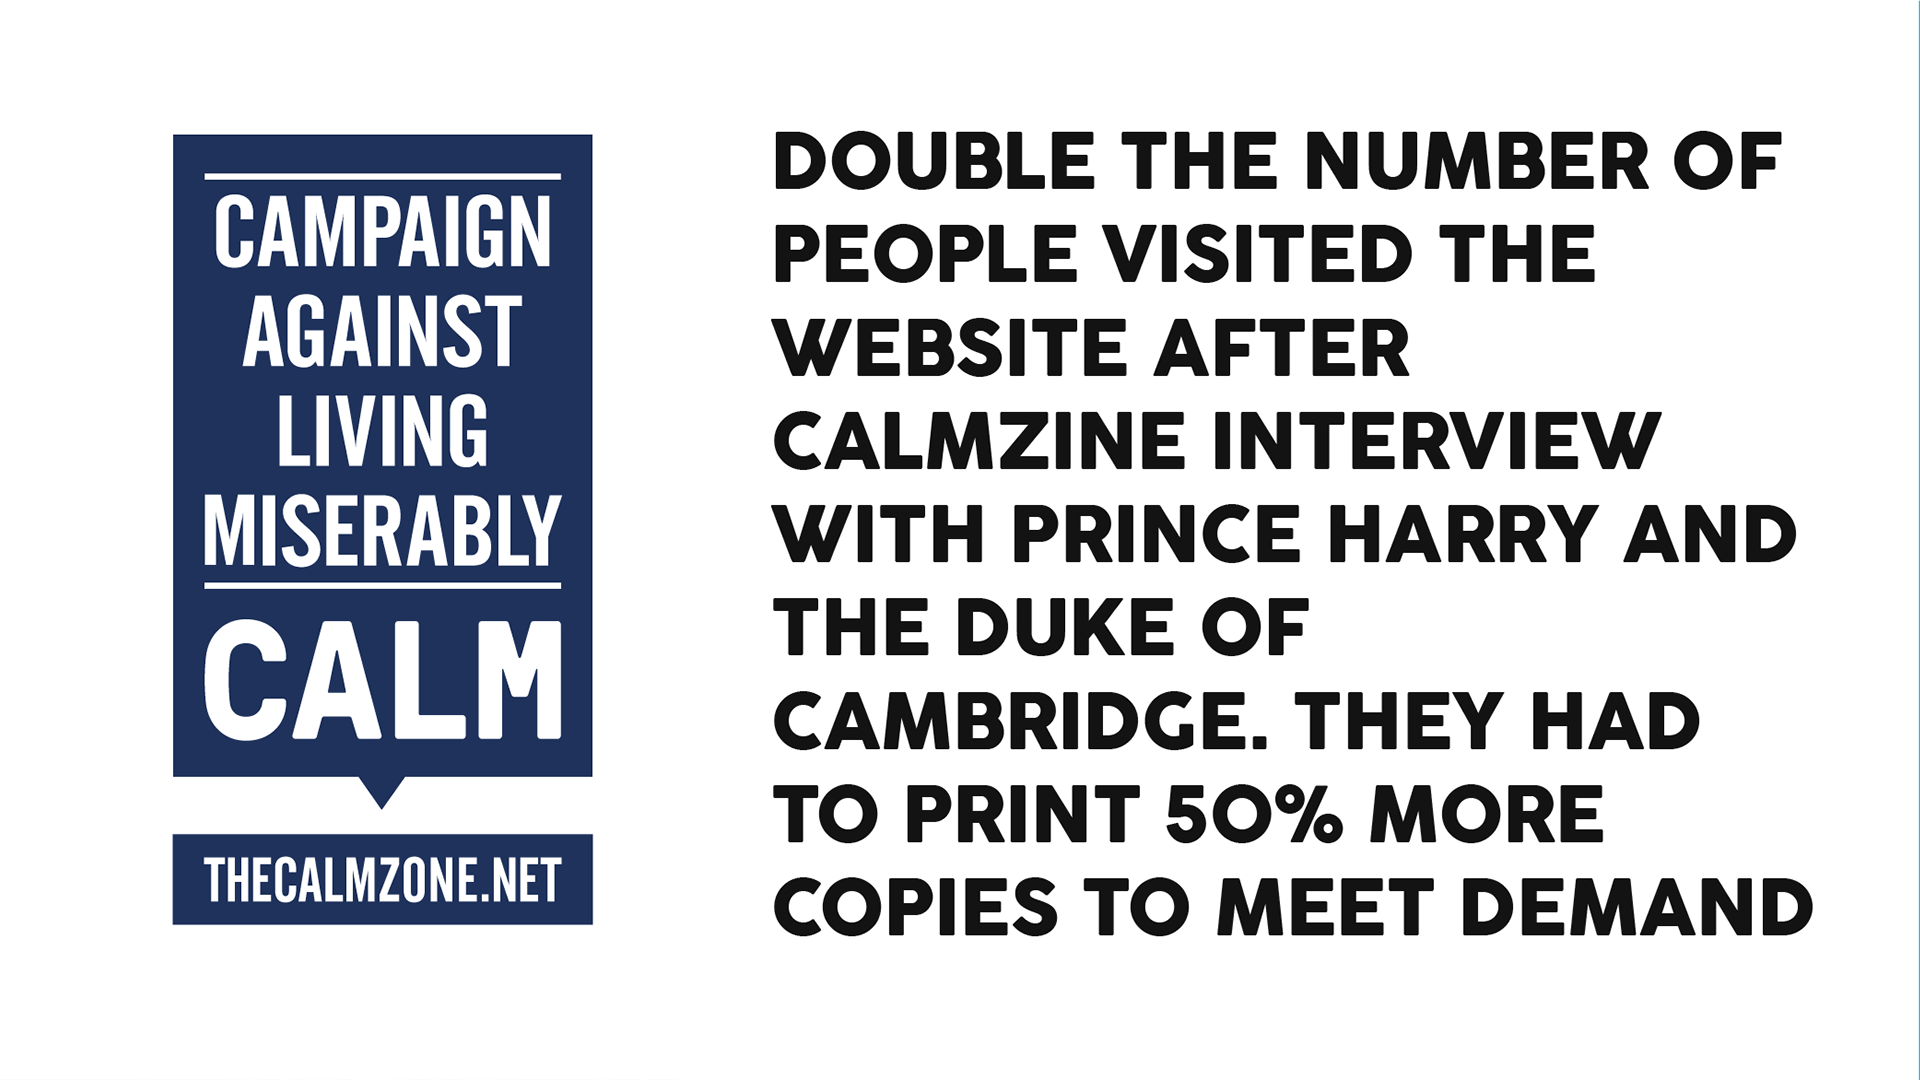 CAMPAIGN
AGAINST
LIVING
MISERABLY
CALM
THECALMZONE.NET
DOUBLE THE NUMBER OF
PEOPLE VISITED THE
WEBSITE AFTER
CALMZINE INTERVIEW
WITH PRINCE HARRY AND
THE DUKE OF
CAMBRIDGE. THEY HAD
TO PRINT 50% MORE
COPIES TO MEET DEMAND